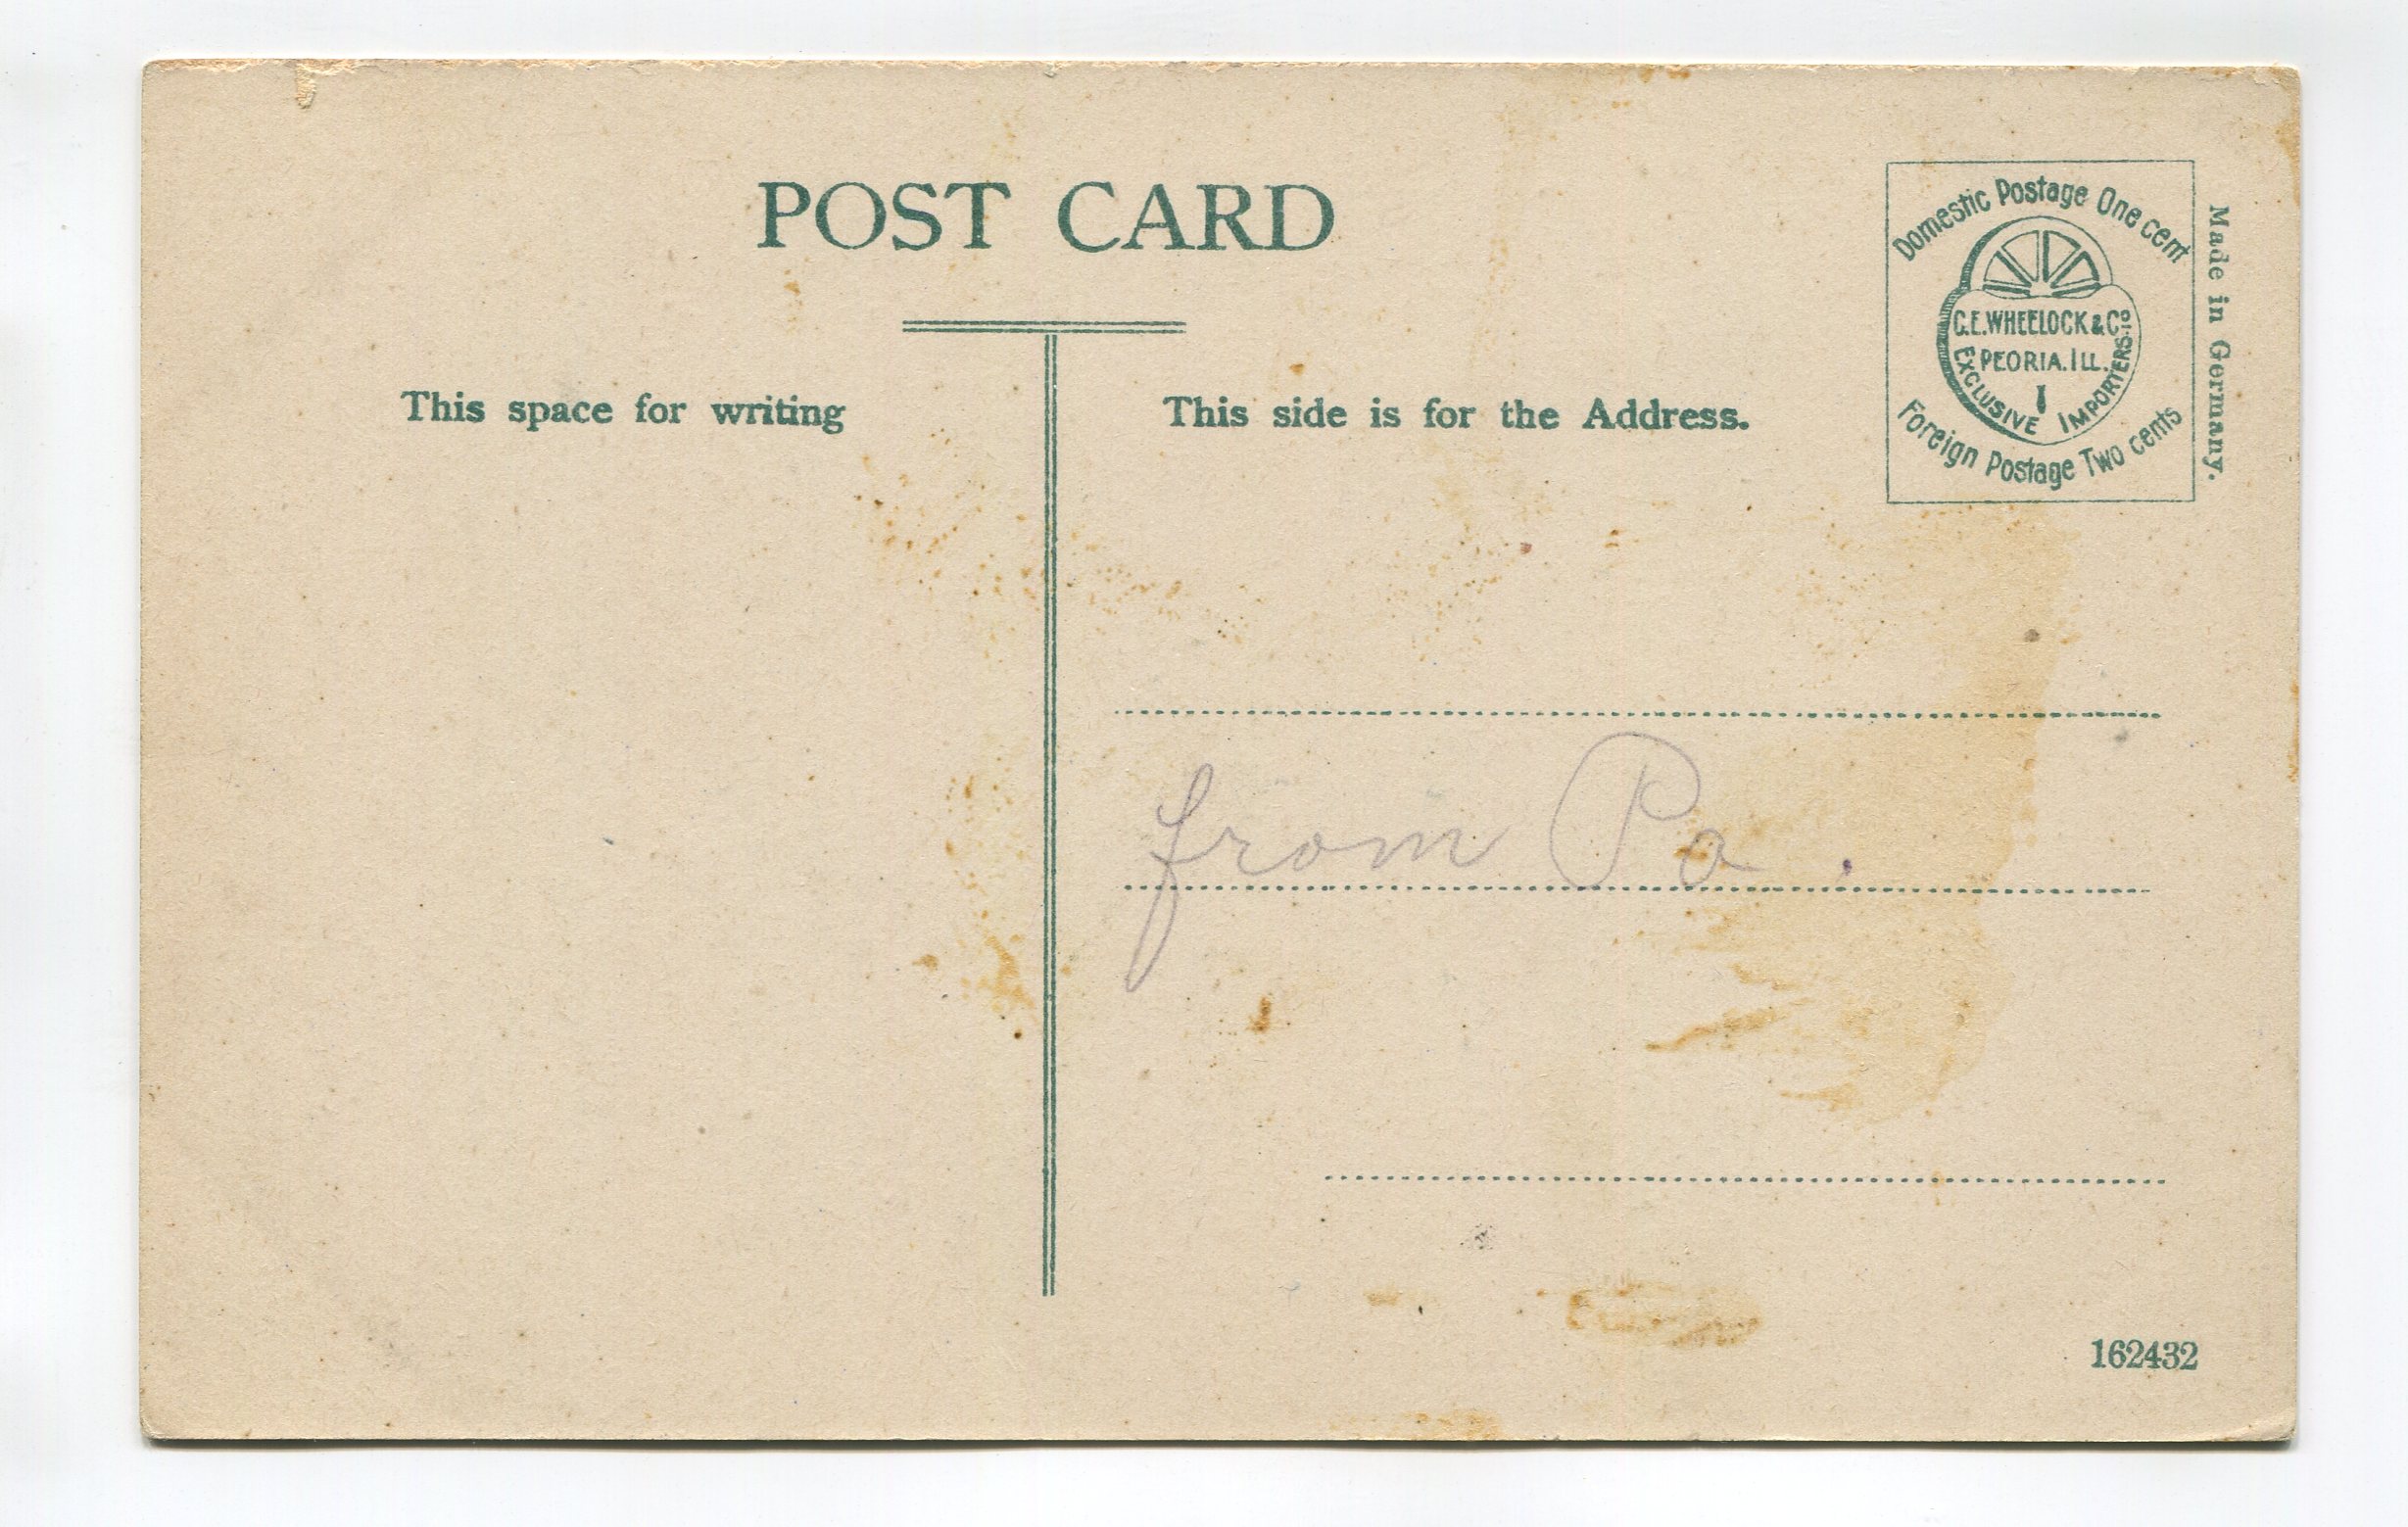 POST CARD
This space for writing
This side is for the Address.
Domestic Postage One cent
C.E. WHEELOCK & Co
PEORIA. ILL.
EXCLUSIVE IMPORTERS
Foreign Postage Two cents
Made in Germany.
from Pa.
162432